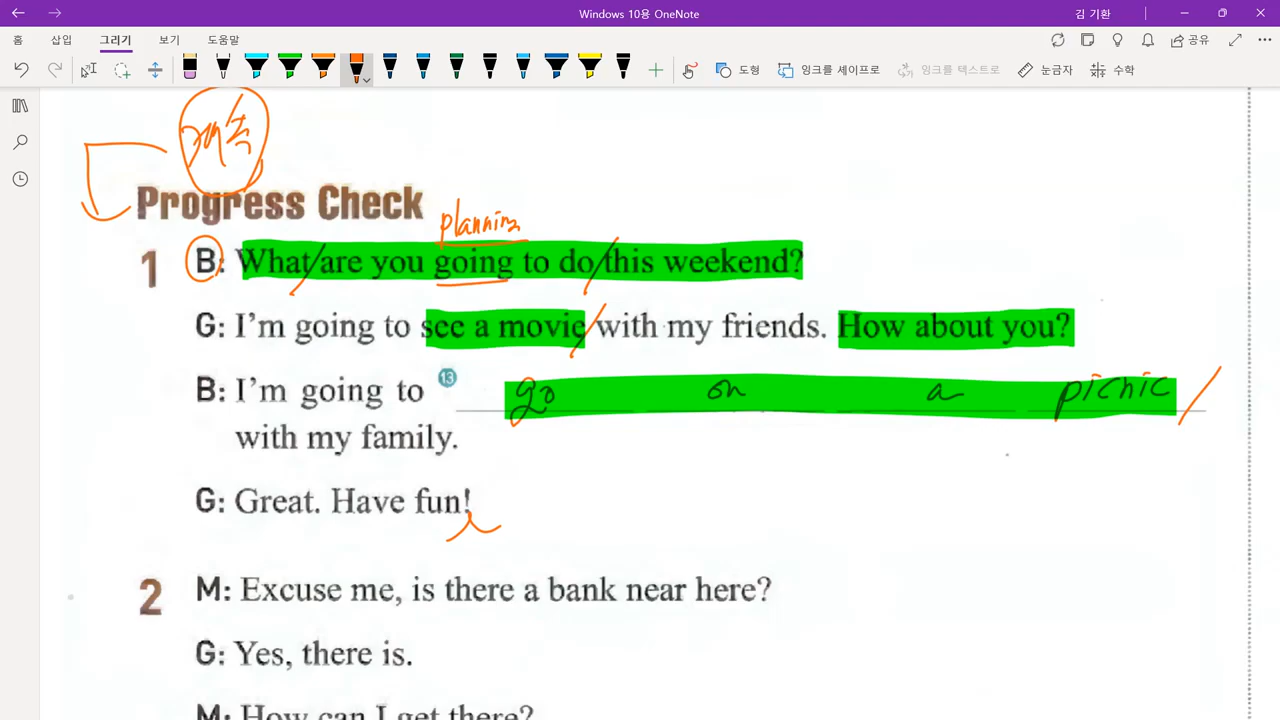 Windows 10용 OneNote
김 기환
홈 삽입 그리기 보기 도움말
공유
도형 잉크를 셰이프로 잉크를 텍스트로 눈금자 수학
Progress Check
planning
1 B: What are you going to do this weekend?
G: I'm going to see a movie with my friends. How about you?
B: I'm going to 13 go on a picnic
with my family.
G: Great. Have fun!
2 M: Excuse me, is there a bank near here?
G: Yes, there is.
M: How can I get there?